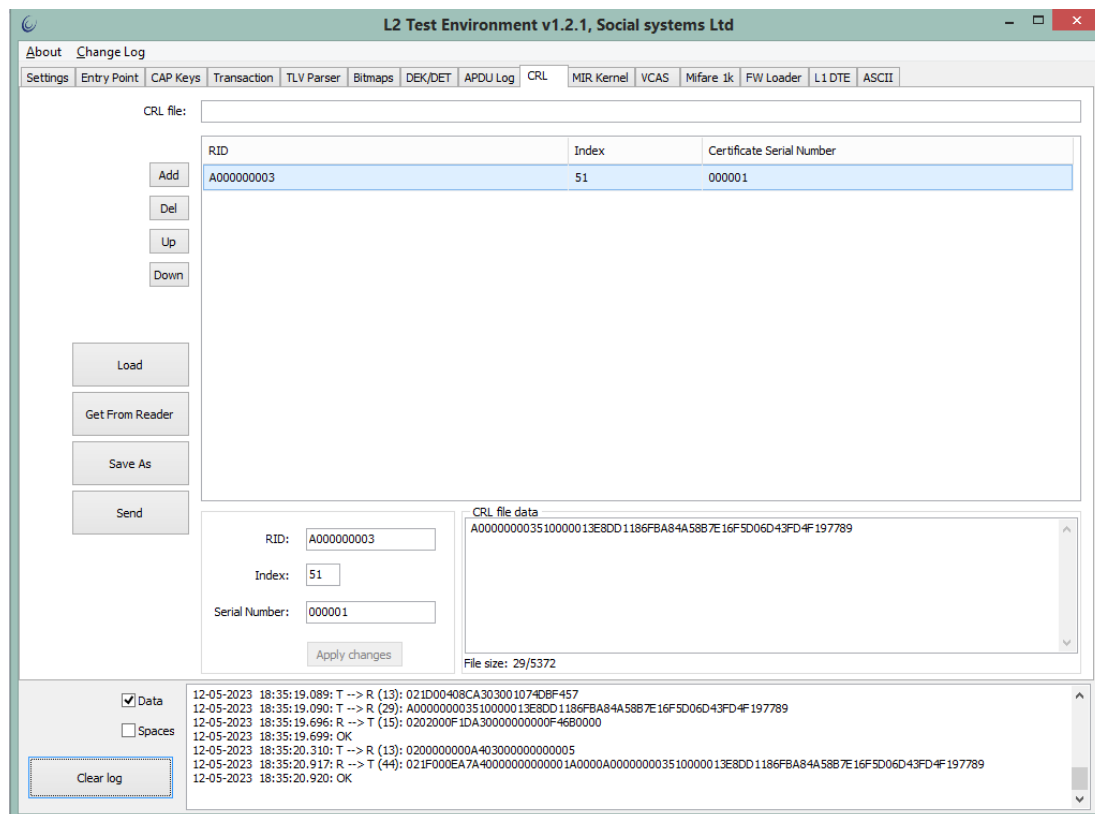 L2 Test Environment v1.2.1, Social systems Ltd
About Change Log
Settings Entry Point CAP Keys Transaction TLV Parser Bitmaps DEK/DET APDU Log CRL MIR Kernel VCAS Mifare 1k FW Loader L1 DTE ASCII
CRL file:
RID Index Certificate Serial Number
A000000003 51 000001
Add
Del
Up
Down
Load
Get From Reader
Save As
Send
RID: A000000003
Index: 51
Serial Number: 000001
Apply changes
CRL file data
A000000003510000013E8DD1186FBA84A58B7E16F5D06D43FD4F197789
File size: 29/5372
Data
Spaces
Clear log
12-05-2023 18:35:19.089: T --> R (13): 021D00408CA303001074DBF457
12-05-2023 18:35:19.090: T --> R (29): A000000003510000013E8DD1186FBA84A58B7E16F5D06D43FD4F197789
12-05-2023 18:35:19.696: R --> T (15): 0202000F1DA30000000000F46B0000
12-05-2023 18:35:19.699: OK
12-05-2023 18:35:20.310: T --> R (13): 0200000000A403000000000005
12-05-2023 18:35:20.917: R --> T (44): 021F000EA7A4000000000001A0000A000000003510000013E8DD1186FBA84A58B7E16F5D06D43FD4F197789
12-05-2023 18:35:20.920: OK